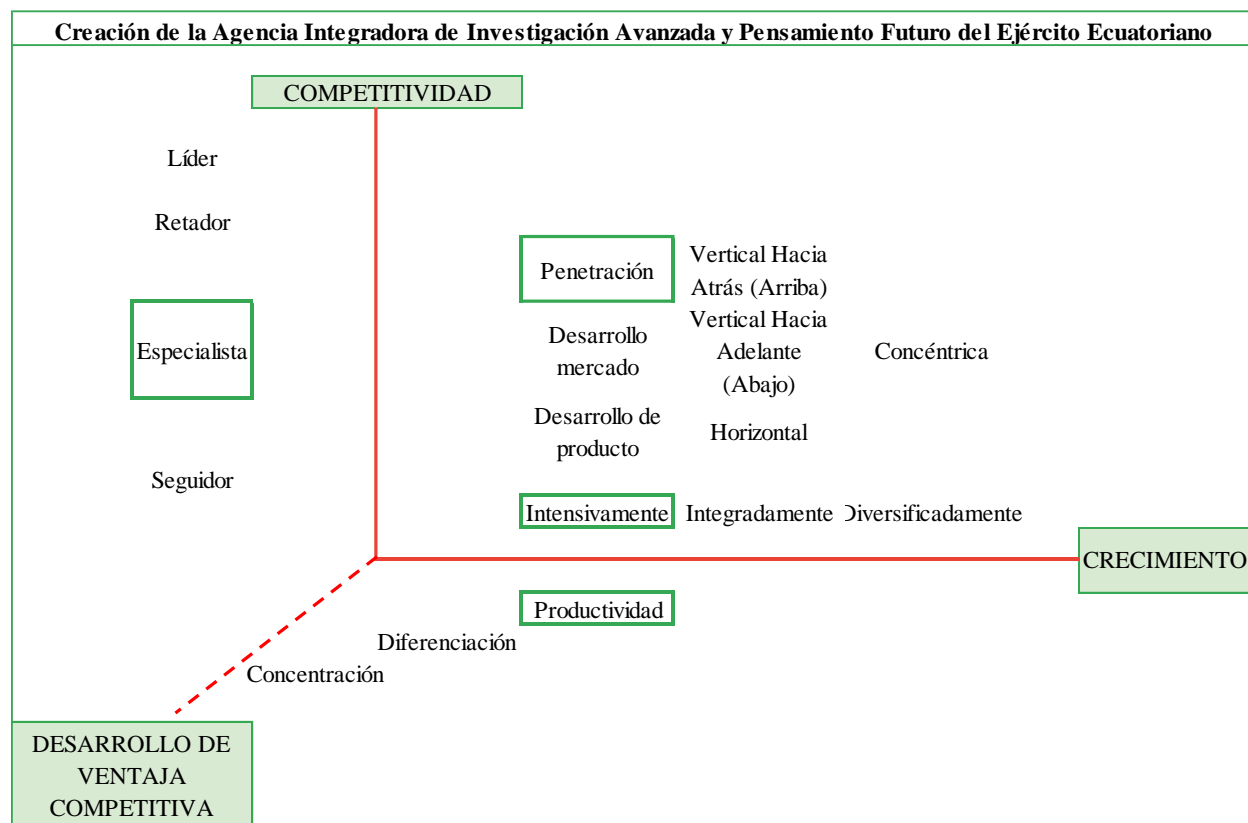 Creación de la Agencia Integradora de Investigación Avanzada y Pensamiento Futuro del Ejército Ecuatoriano
COMPETITIVIDAD
Líder
Retador
Especialista
Seguidor
Penetración
Vertical Hacia
Atrás (Arriba)
Desarrollo
mercado
Vertical Hacia
Adelante
(Abajo)
Concéntrica
Desarrollo de
producto
Horizontal
Intensivamente
Integradamente
Diversificadamente
CRECIMIENTO
Productividad
Diferenciación
Concentración
DESARROLLO DE
VENTAJA
COMPETITIVA